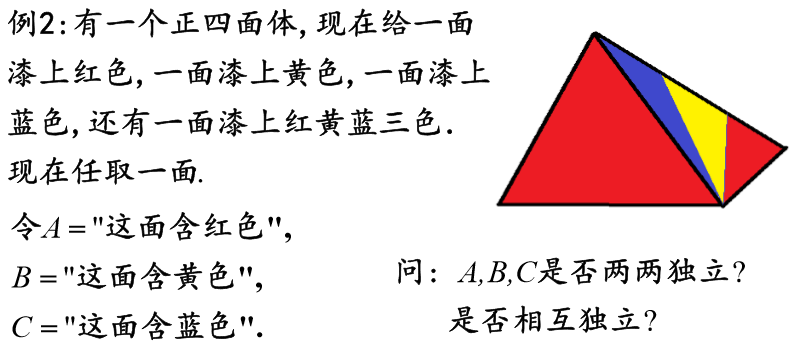 例2:有一个正四面体,现在给一面
漆上红色,一面漆上黄色,一面漆上
蓝色,还有一面漆上红黄蓝三色.
现在任取一面.
令A="这面含红色",
B="这面含黄色",
C="这面含蓝色".
问：A,B,C是否两两独立?
是否相互独立?